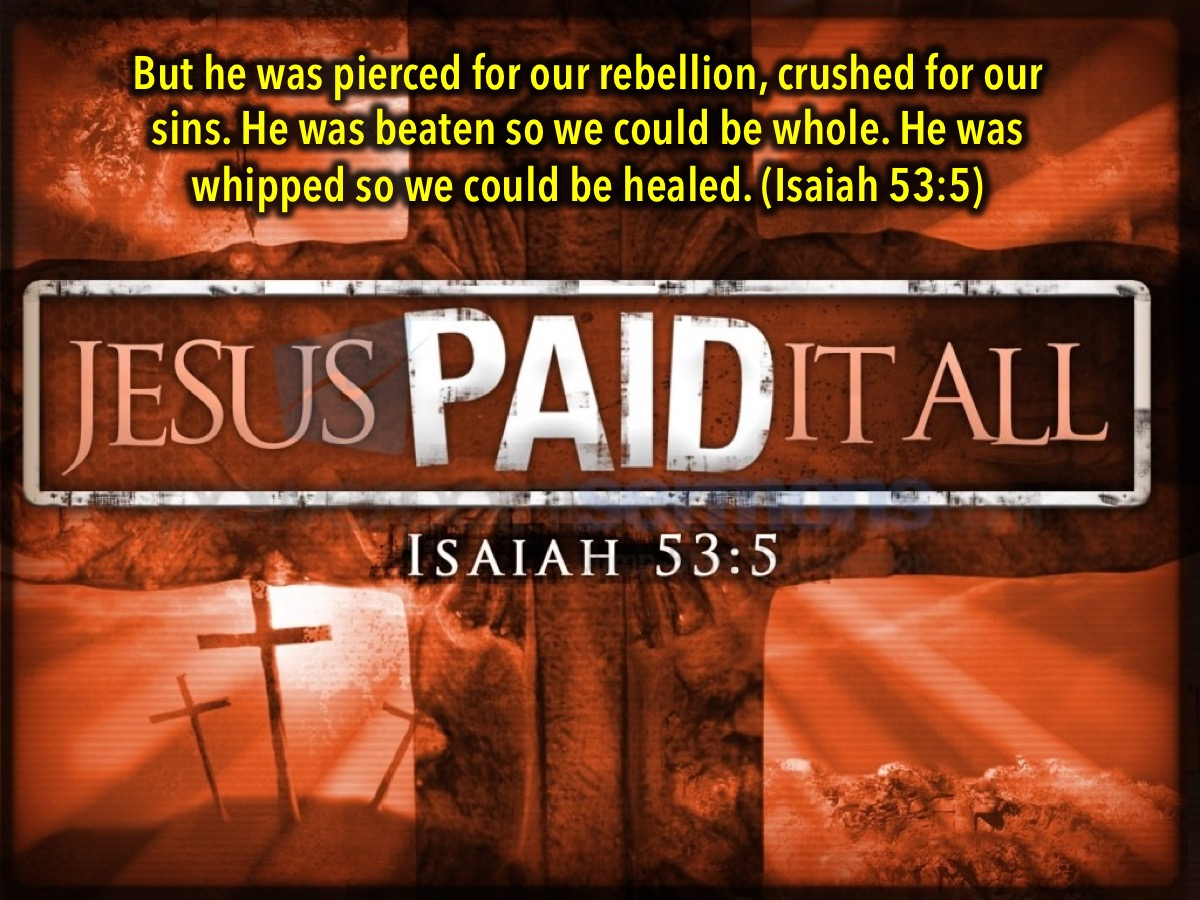 But he was pierced for our rebellion, crushed for our
sins. He was beaten so we could be whole. He was
whipped so we could be healed. (Isaiah 53:5)
JESUS PAID IT ALL
sermons
ISAIAH 53:5